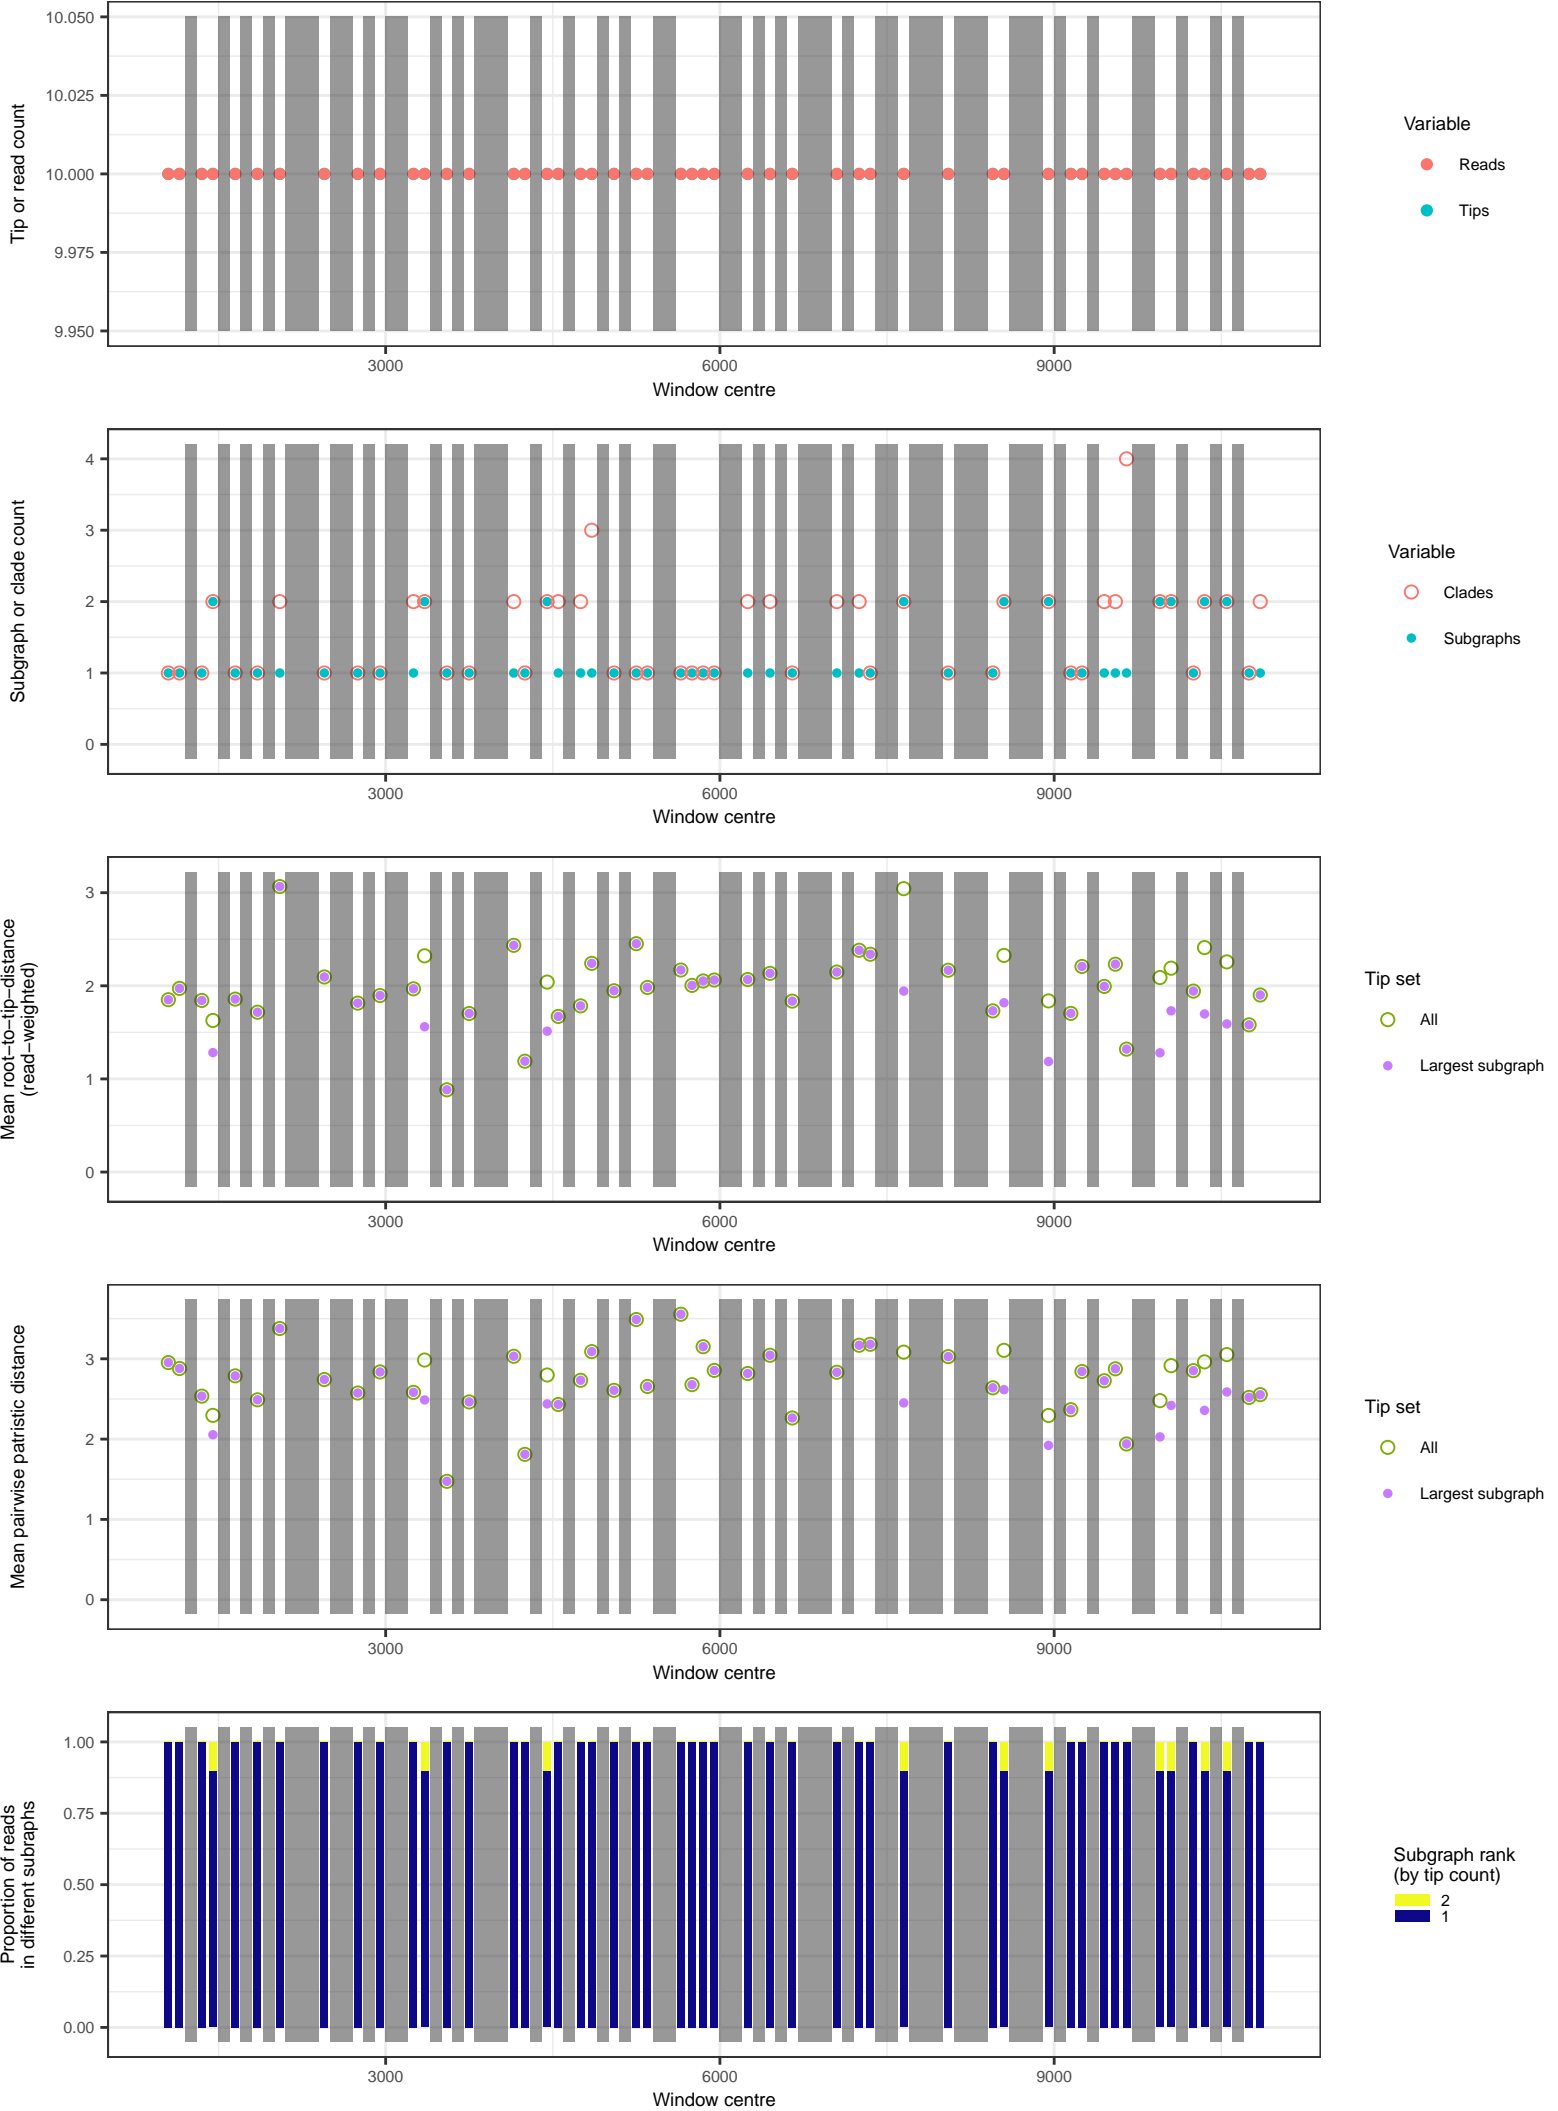 10.050
10.025
10.000
9.975
9.950
Tip or read count
3000
6000
9000
Window centre
Variable
Reads
Tips
4
3
2
1
0
Subgraph or clade count
3000
6000
9000
Window centre
Variable
Clades
Subgraphs
3
2
1
0
Mean root−to−tip−distance
(read−weighted)
3000
6000
9000
Window centre
Tip set
All
Largest subgraph
3
2
1
0
Mean pairwise patristic distance
3000
6000
9000
Window centre
Tip set
All
Largest subgraph
1.00
0.75
0.50
0.25
0.00
Proportion of reads
in different subraphs
3000
6000
9000
Window centre
Subgraph rank
(by tip count)
2
1